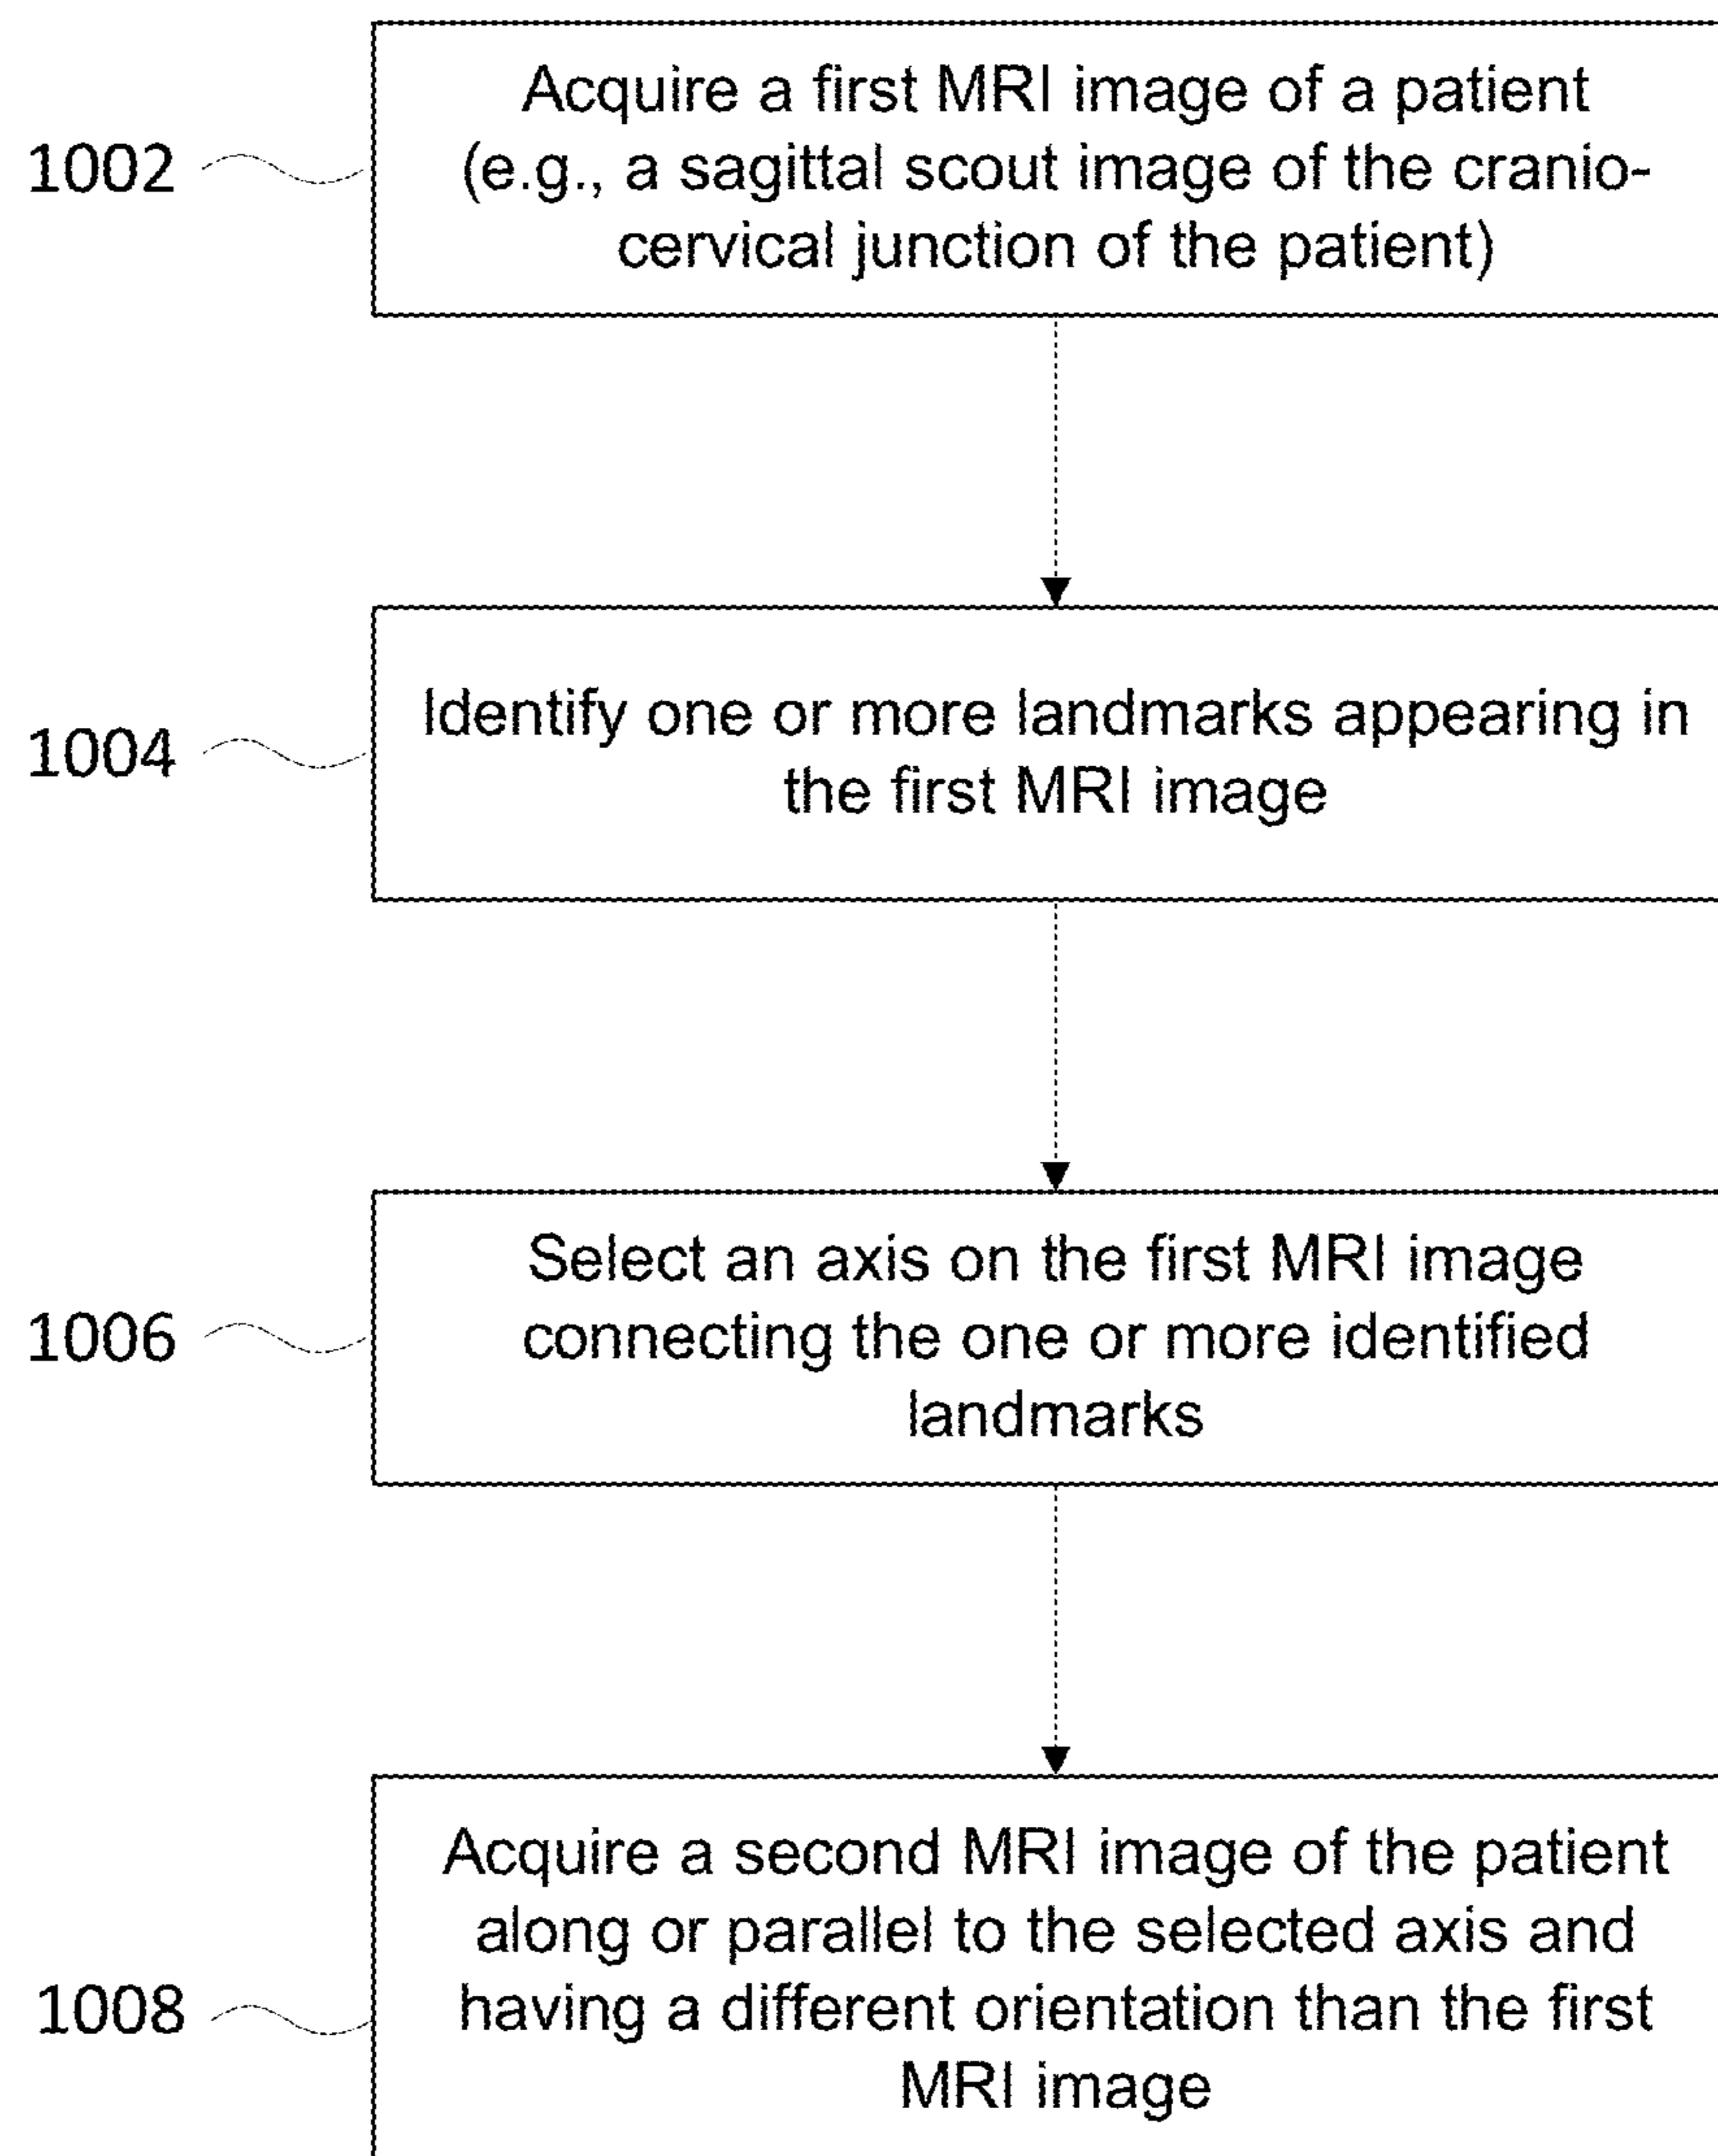 Acquire a first MRI image of a patient
1002
(e.g., a sagittal scout image of the cranio-
cervical junction of the patient)
Identify one or more landmarks appearing in
1004
the first MRI image
Select an axis on the first MRI image
1006
connecting the one or more identified
landmarks
Acquire a second MRI image of the patient
along or parallel to the selected axis and
1008
having a different orientation than the first
MRI image